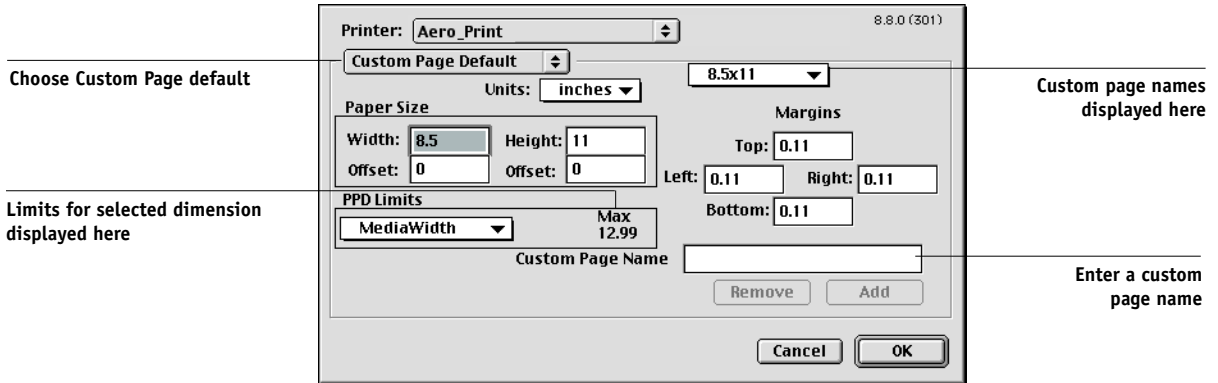 8.8.0 (301)
Printer: Aero_Print
Choose Custom Page default
Custom Page Default
8.5x11
Custom page names
displayed here
Units: inches
Paper Size
Width: 8.5 Height: 11
Offset: 0 Offset: 0
Margins
Top: 0.11
Left: 0.11 Right: 0.11
Bottom: 0.11
Limits for selected dimension
displayed here
PPD Limits
MediaWidth
Max
12.99
Custom Page Name
Enter a custom
page name
Remove Add
Cancel OK